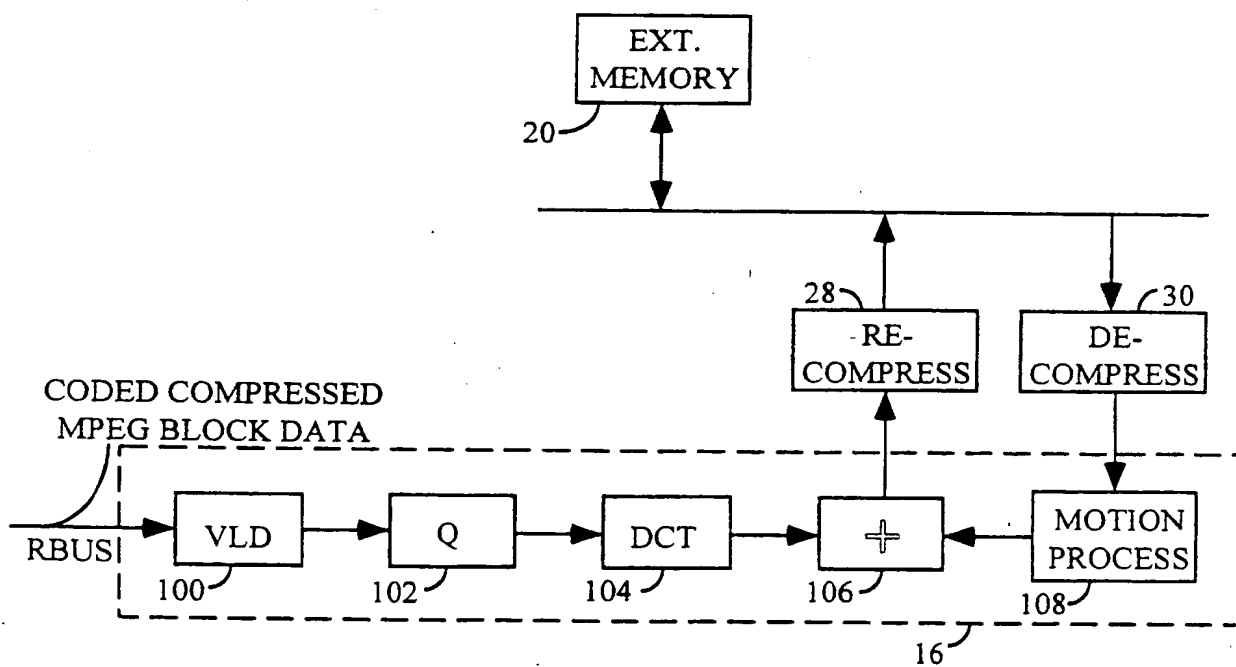 EXT.
MEMORY
20
28
30
RE-
COMPRESS
DE-
COMPRESS
CODED COMPRESSED
MPEG BLOCK DATA
RBUS
VLD
Q
DCT
+
MOTION
PROCESS
100
102
104
106
108
16